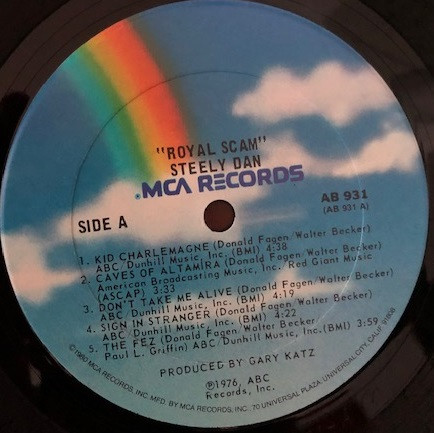 "ROYAL SCAM"
STEELY DAN
MCA RECORDS
AB 931
(AB 931 A)
SIDE A
1. KID CHARLEMAGNE (Donald Fagen/Walter Becker)
ABC/Dunhill Music, Inc. (BMI) 4:38
2. CAVES OF ALTAMIRA (Donald Fagen/Walter Becker)
American Broadcasting Music, Inc. Red Giant Music
(ASCAP) 3:33
3. DON'T TAKE ME ALIVE (Donald Fagen/Walter Becker)
ABC/Dunhill Music, Inc. (BMI) 4:19
4. SIGN IN STRANGER (Donald Fagen/Walter Becker)
ABC/Dunhill Music, Inc. (BMI) 4:22
5. THE FEZ (Donald Fagen/Walter Becker
Paul L. Griffin) ABC/Dunhill Music, Inc. (BMI) 3:59
PRODUCED BY GARY KATZ
℗1976, ABC
Records, Inc.
©1980 MCA RECORDS, INC. MFD. BY MCA RECORDS, INC. 70 UNIVERSAL PLAZA, UNIVERSAL CITY, CALIF. 91608